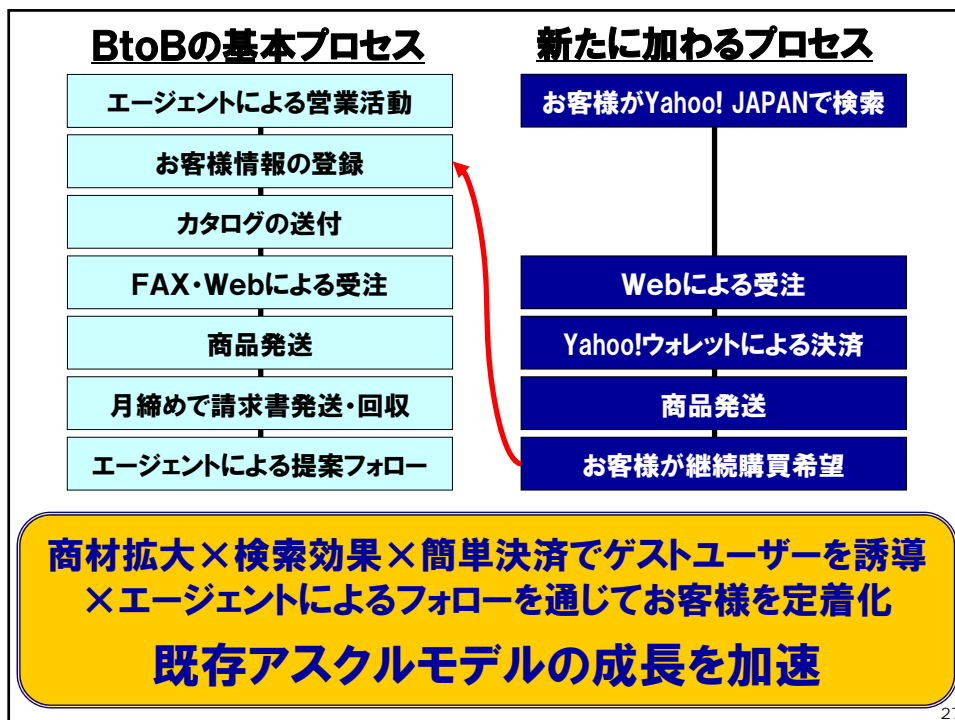 BtoBの基本プロセス
エージェントによる営業活動
お客様情報の登録
カタログの送付
FAX・Webによる受注
商品発送
月締めで請求書発送・回収
エージェントによる提案フォロー
新たに加わるプロセス
お客様がYahoo! JAPANで検索
Webによる受注
Yahoo!ウォレットによる決済
商品発送
お客様が継続購買希望
商材拡大×検索効果×簡単決済でゲストユーザーを誘導
×エージェントによるフォローを通じてお客様を定着化
既存アスクルモデルの成長を加速
27